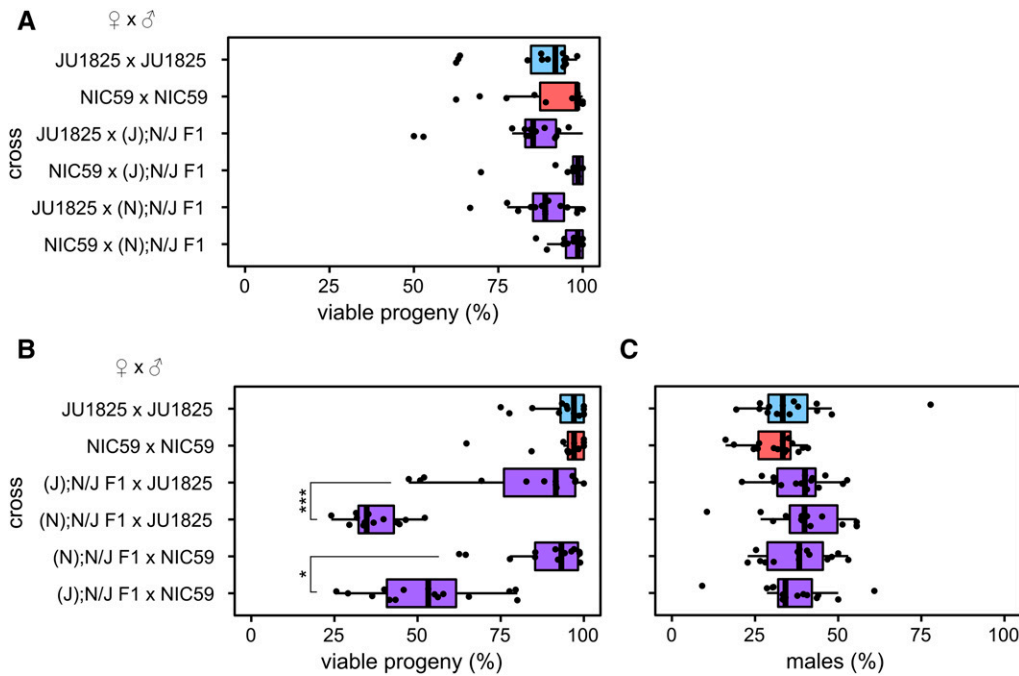 A
♀ x ♂
JU1825 x JU1825
NIC59 x NIC59
JU1825 x (J);N/J F1
NIC59 x (J);N/J F1
JU1825 x (N);N/J F1
NIC59 x (N);N/J F1
cross
0 25 50 75 100
viable progeny (%)
B
♀ x ♂
JU1825 x JU1825
NIC59 x NIC59
(J);N/J F1 x JU1825
(N);N/J F1 x JU1825
(N);N/J F1 x NIC59
(J);N/J F1 x NIC59
cross
***
*
0 25 50 75 100
viable progeny (%)
C
0 25 50 75 100
males (%)